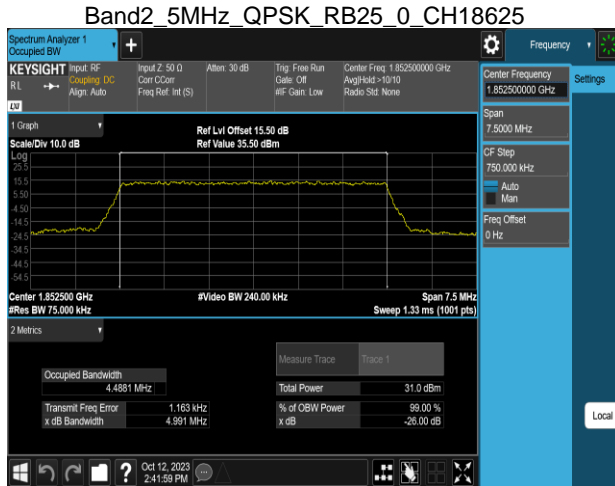 Band2_5MHz_QPSK_RB25_0_CH18625
Spectrum Analyzer 1
Occupied BW
Frequency
KEYSIGHT
Input: RF
Coupling: DC
Align: Auto
Input Z: 50 Ω
Corr CCorr
Freq Ref: Int (S)
Atten: 30 dB
Trig: Free Run
Gate: Off
#IF Gain: Low
Center Freq: 1.852500000 GHz
Avg|Hold:>10/10
Radio Std: None
R L
LXI
Center Frequency
1.852500000 GHz
Settings
Span
7.5000 MHz
CF Step
750.000 kHz
Auto
Man
Freq Offset
0 Hz
1 Graph
Scale/Div 10.0 dB
Ref Lvl Offset 15.50 dB
Ref Value 35.50 dBm
Log
25.5
15.5
5.50
-4.50
-14.5
-24.5
-34.5
-44.5
-54.5
Center 1.852500 GHz
#Video BW 240.00 kHz
Span 7.5 MHz
#Res BW 75.000 kHz
Sweep 1.33 ms (1001 pts)
2 Metrics
Measure Trace
Trace 1
Occupied Bandwidth
4.4881 MHz
Total Power
31.0 dBm
Transmit Freq Error
1.163 kHz
% of OBW Power
99.00 %
x dB Bandwidth
4.991 MHz
x dB
-26.00 dB
Local
?
Oct 12, 2023
2:41:59 PM